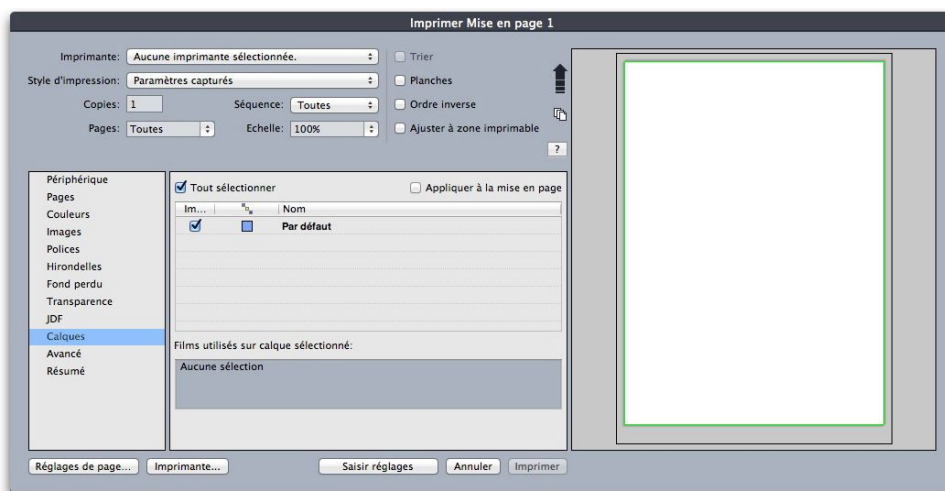 Imprimer Mise en page 1
Imprimante: Aucune imprimante sélectionnée. Trier
Style d'impression: Paramètres capturés Planches
Copies: 1 Séquence: Toutes Ordre inverse
Pages: Toutes Echelle: 100% Ajuster à zone imprimable
?
Périphérique
Pages
Couleurs
Images
Polices
Hirondelles
Fond perdu
Transparence
JDF
Calques
Avancé
Résumé
Tout sélectionner Appliquer à la mise en page
Im... Nom
Par défaut
Films utilisés sur calque sélectionné:
Aucune sélection
Réglages de page... Imprimante... Saisir réglages Annuler Imprimer